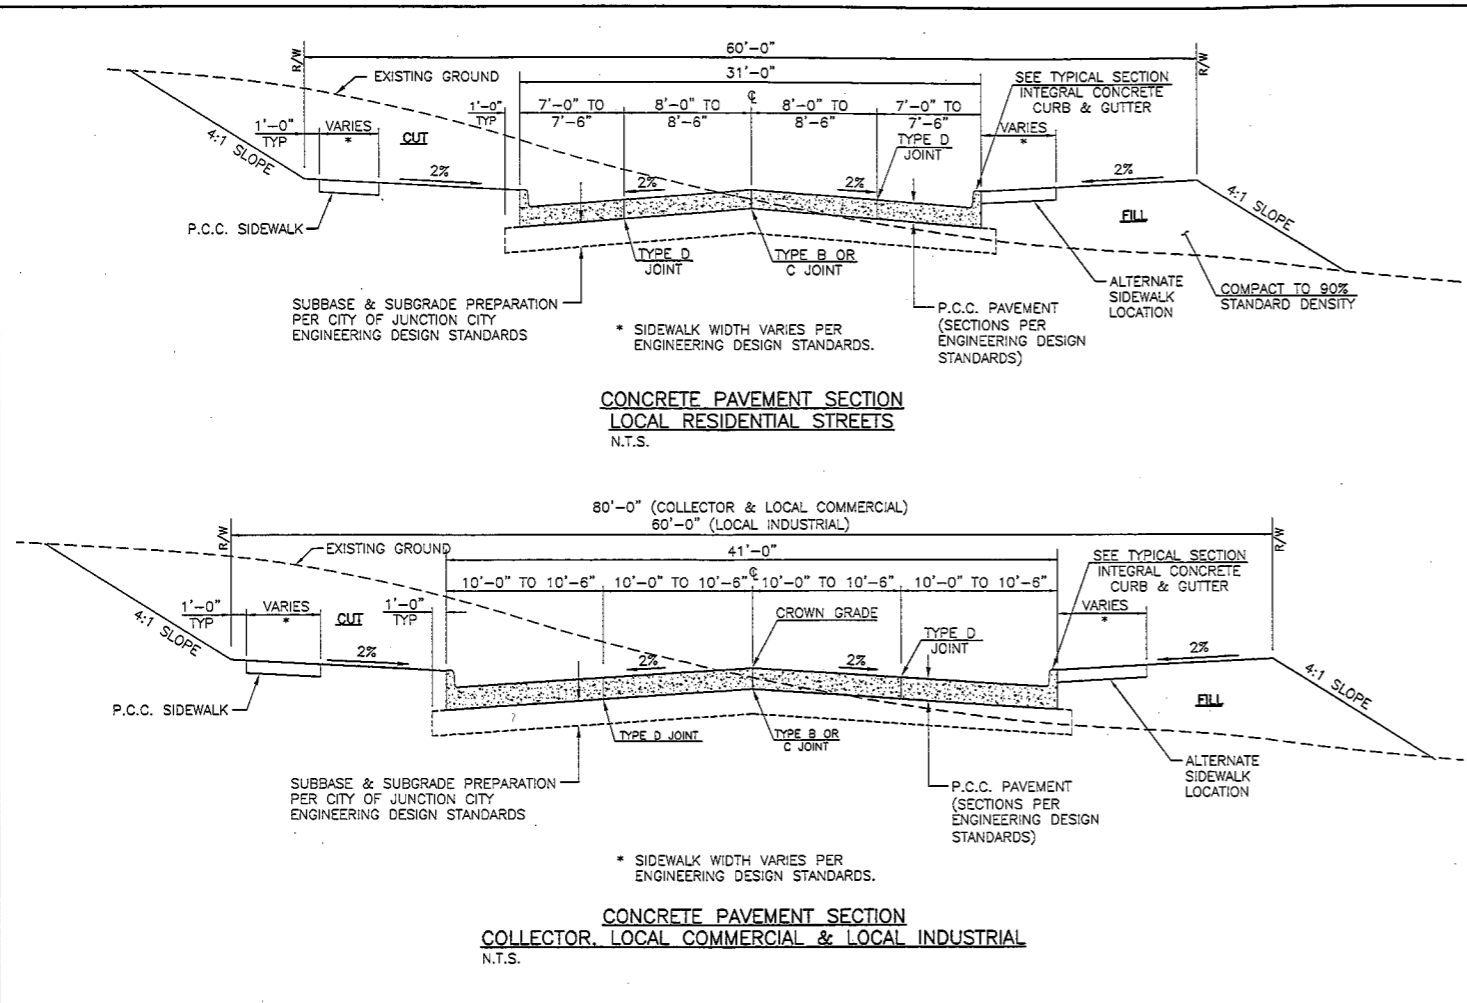 60'-0"
R/W
R/W
EXISTING GROUND
31'-0"
SEE TYPICAL SECTION
INTEGRAL CONCRETE
CURB & GUTTER
℄
1'-0"
TYP
7'-0" TO
7'-6"
8'-0" TO
8'-6"
8'-0" TO
8'-6"
7'-0" TO
7'-6"
1'-0"
TYP
VARIES
*
CUT
VARIES
*
TYPE D
JOINT
4:1 SLOPE
2%
2%
2%
2%
4:1 SLOPE
P.C.C. SIDEWALK
FILL
TYPE D
JOINT
TYPE B OR
C JOINT
ALTERNATE
SIDEWALK
LOCATION
COMPACT TO 90%
STANDARD DENSITY
SUBBASE & SUBGRADE PREPARATION
PER CITY OF JUNCTION CITY
ENGINEERING DESIGN STANDARDS
* SIDEWALK WIDTH VARIES PER
ENGINEERING DESIGN STANDARDS.
P.C.C. PAVEMENT
(SECTIONS PER
ENGINEERING DESIGN
STANDARDS)
CONCRETE PAVEMENT SECTION
LOCAL RESIDENTIAL STREETS
N.T.S.
80'-0" (COLLECTOR & LOCAL COMMERCIAL)
60'-0" (LOCAL INDUSTRIAL)
R/W
R/W
EXISTING GROUND
41'-0"
SEE TYPICAL SECTION
INTEGRAL CONCRETE
CURB & GUTTER
℄
10'-0" TO 10'-6"
10'-0" TO 10'-6"
10'-0" TO 10'-6"
10'-0" TO 10'-6"
1'-0"
TYP
VARIES
*
CUT
1'-0"
TYP
CROWN GRADE
VARIES
*
TYPE D
JOINT
4:1 SLOPE
2%
2%
2%
2%
4:1 SLOPE
P.C.C. SIDEWALK
FILL
TYPE D JOINT
TYPE B OR
C JOINT
ALTERNATE
SIDEWALK
LOCATION
SUBBASE & SUBGRADE PREPARATION
PER CITY OF JUNCTION CITY
ENGINEERING DESIGN STANDARDS
P.C.C. PAVEMENT
(SECTIONS PER
ENGINEERING DESIGN
STANDARDS)
* SIDEWALK WIDTH VARIES PER
ENGINEERING DESIGN STANDARDS.
CONCRETE PAVEMENT SECTION
COLLECTOR, LOCAL COMMERCIAL & LOCAL INDUSTRIAL
N.T.S.